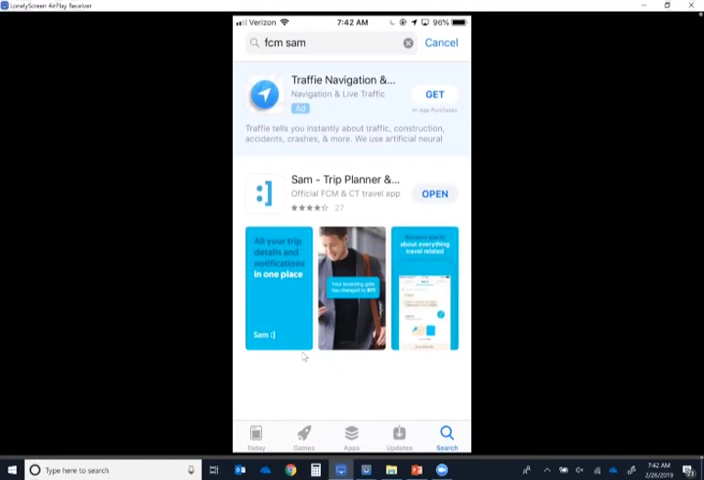 LonelyScreen AirPlay Receiver
Verizon
7:42 AM
96%
fcm sam
Cancel
Traffie Navigation &...
Navigation & Live Traffic
Ad
GET
In-App Purchases
Traffie tells you instantly about traffic, construction,
accidents, crashes, & more. We use artificial neural
:]
Sam - Trip Planner &...
Official FCM & CT travel app
27
OPEN
All your trip
details and
notifications
in one place
Sam :]
Your boarding gate
has changed to
about everything
travel related
Today
Games
Apps
Updates
Search
Type here to search
7:42 AM
2/26/2019